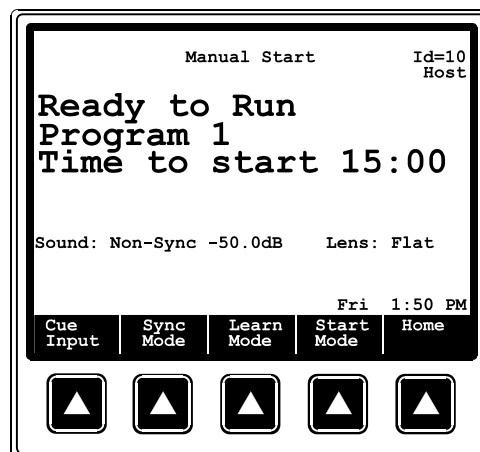 Manual Start Id=10
Host
Ready to Run
Program 1
Time to start 15:00
Sound: Non-Sync -50.0dB Lens: Flat
Fri 1:50 PM
Cue Input
Sync Mode
Learn Mode
Start Mode
Home